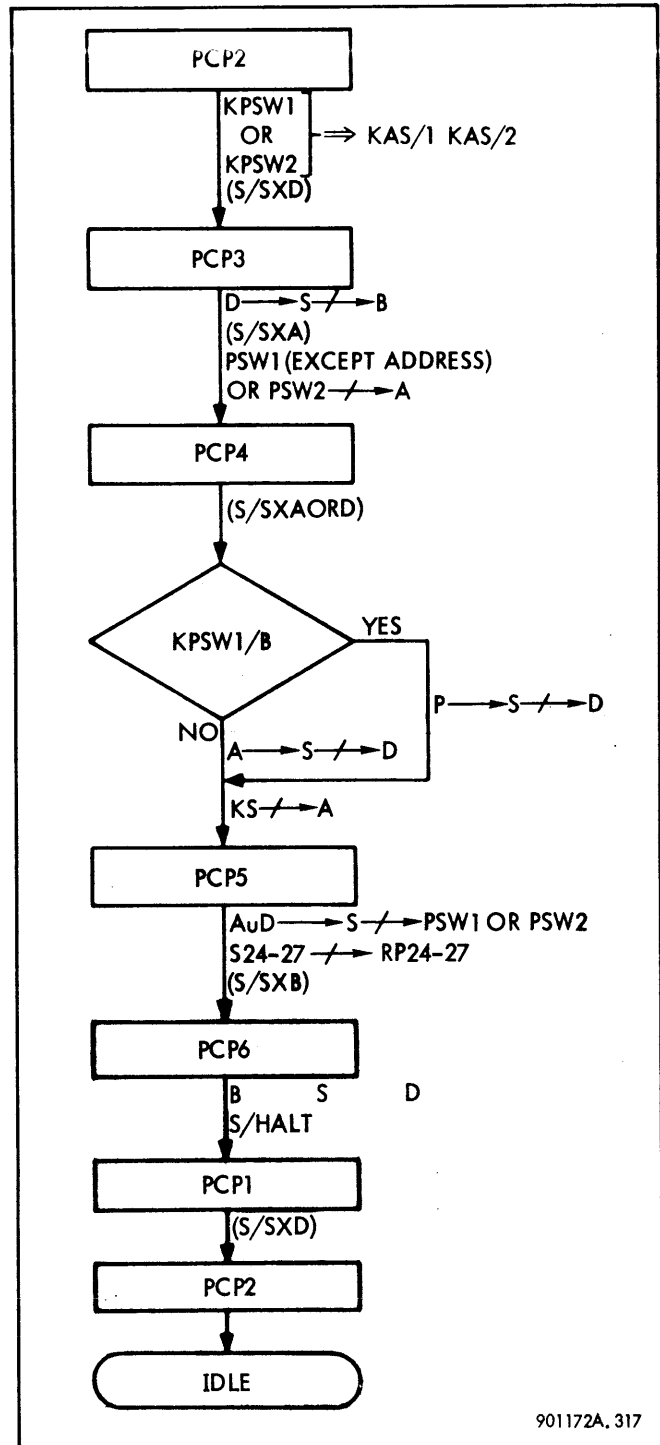 PCP2
KPSW1
OR
KPSW2
⇒ KAS/1 KAS/2
(S/SXD)
PCP3
D → S ⇸ B
(S/SXA)
PSW1 (EXCEPT ADDRESS)
OR PSW2 ⇸ A
PCP4
(S/SXAORD)
KPSW1/B
YES
P → S ⇸ D
NO
A → S ⇸ D
KS ⇸ A
PCP5
AuD → S ⇸ PSW1 OR PSW2
S24-27 ⇸ RP24-27
(S/SXB)
PCP6
B S D
S/HALT
PCP1
(S/SXD)
PCP2
IDLE
901172A. 317